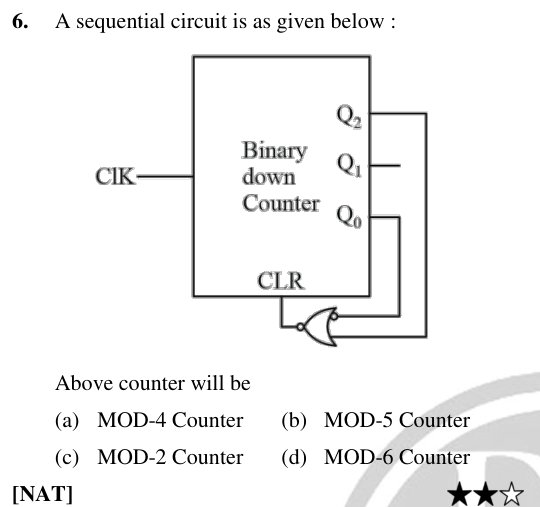 6. A sequential circuit is as given below :
Q2
Binary
down
Counter
Q1
ClK
Q0
CLR
Above counter will be
(a) MOD-4 Counter (b) MOD-5 Counter
(c) MOD-2 Counter (d) MOD-6 Counter
[NAT] ★★☆